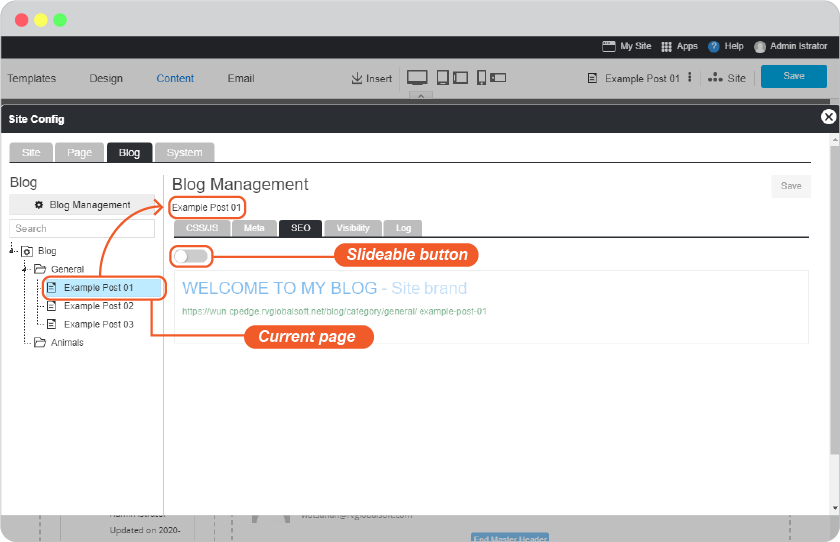 My Site Apps ? Help Admin Istrator
Templates Design Content Email Insert Example Post 01 Site Save
Site Config
Site Page Blog System
Blog
Blog Management
Search
Blog
General
Example Post 01
Example Post 02
Example Post 03
Animals
Blog Management
Save
Example Post 01
CSS/JS Meta SEO Visibility Log
Slideable button
WELCOME TO MY BLOG - Site brand
https://wun.cpedge.rvglobalsoft.net/blog/category/general/ example-post-01
Current page
Updated on 2020-
End Master Header